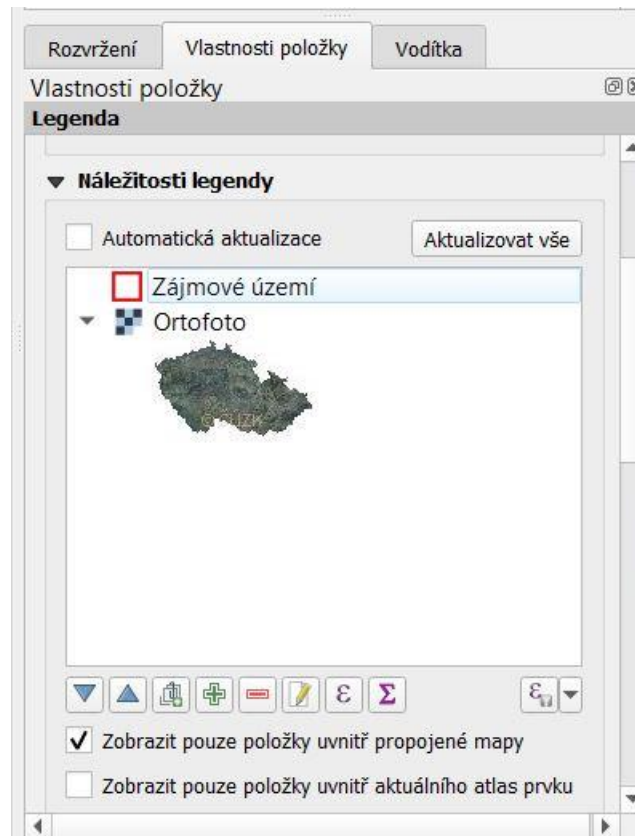 Rozvržení Vlastnosti položky Vodítka
Vlastnosti položky
Legenda
Náležitosti legendy
Automatická aktualizace Aktualizovat vše
Zájmové území
Ortofoto
ε Σ ε
Zobrazit pouze položky uvnitř propojené mapy
Zobrazit pouze položky uvnitř aktuálního atlas prvku